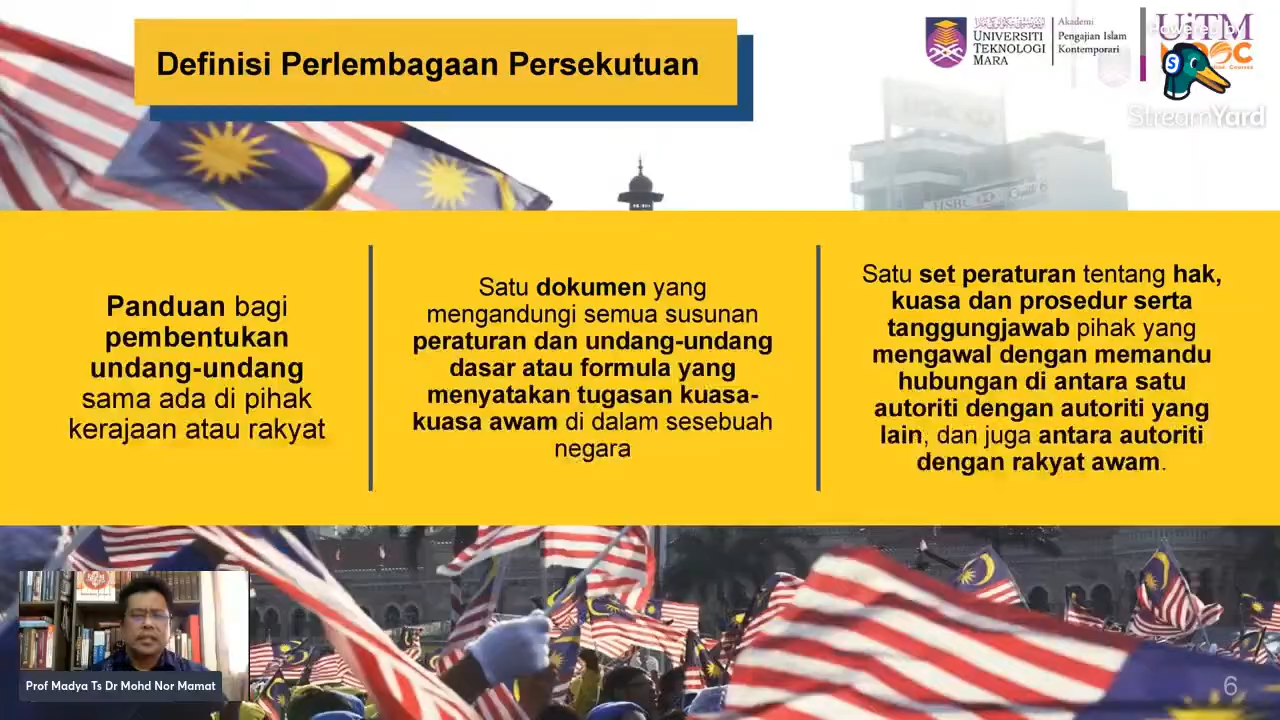 Definisi Perlembagaan Persekutuan
UNIVERSITI
TEKNOLOGI
MARA
Akademi
Pengajian Islam
Kontemporari
UiTM
Powered by
StreamYard
HSBC
Panduan bagi
pembentukan
undang-undang
sama ada di pihak
kerajaan atau rakyat
Satu dokumen yang
mengandungi semua susunan
peraturan dan undang-undang
dasar atau formula yang
menyatakan tugasan kuasa-
kuasa awam di dalam sesebuah
negara
Satu set peraturan tentang hak,
kuasa dan prosedur serta
tanggungjawab pihak yang
mengawal dengan memandu
hubungan di antara satu
autoriti dengan autoriti yang
lain, dan juga antara autoriti
dengan rakyat awam.
Prof Madya Ts Dr Mohd Nor Mamat
6